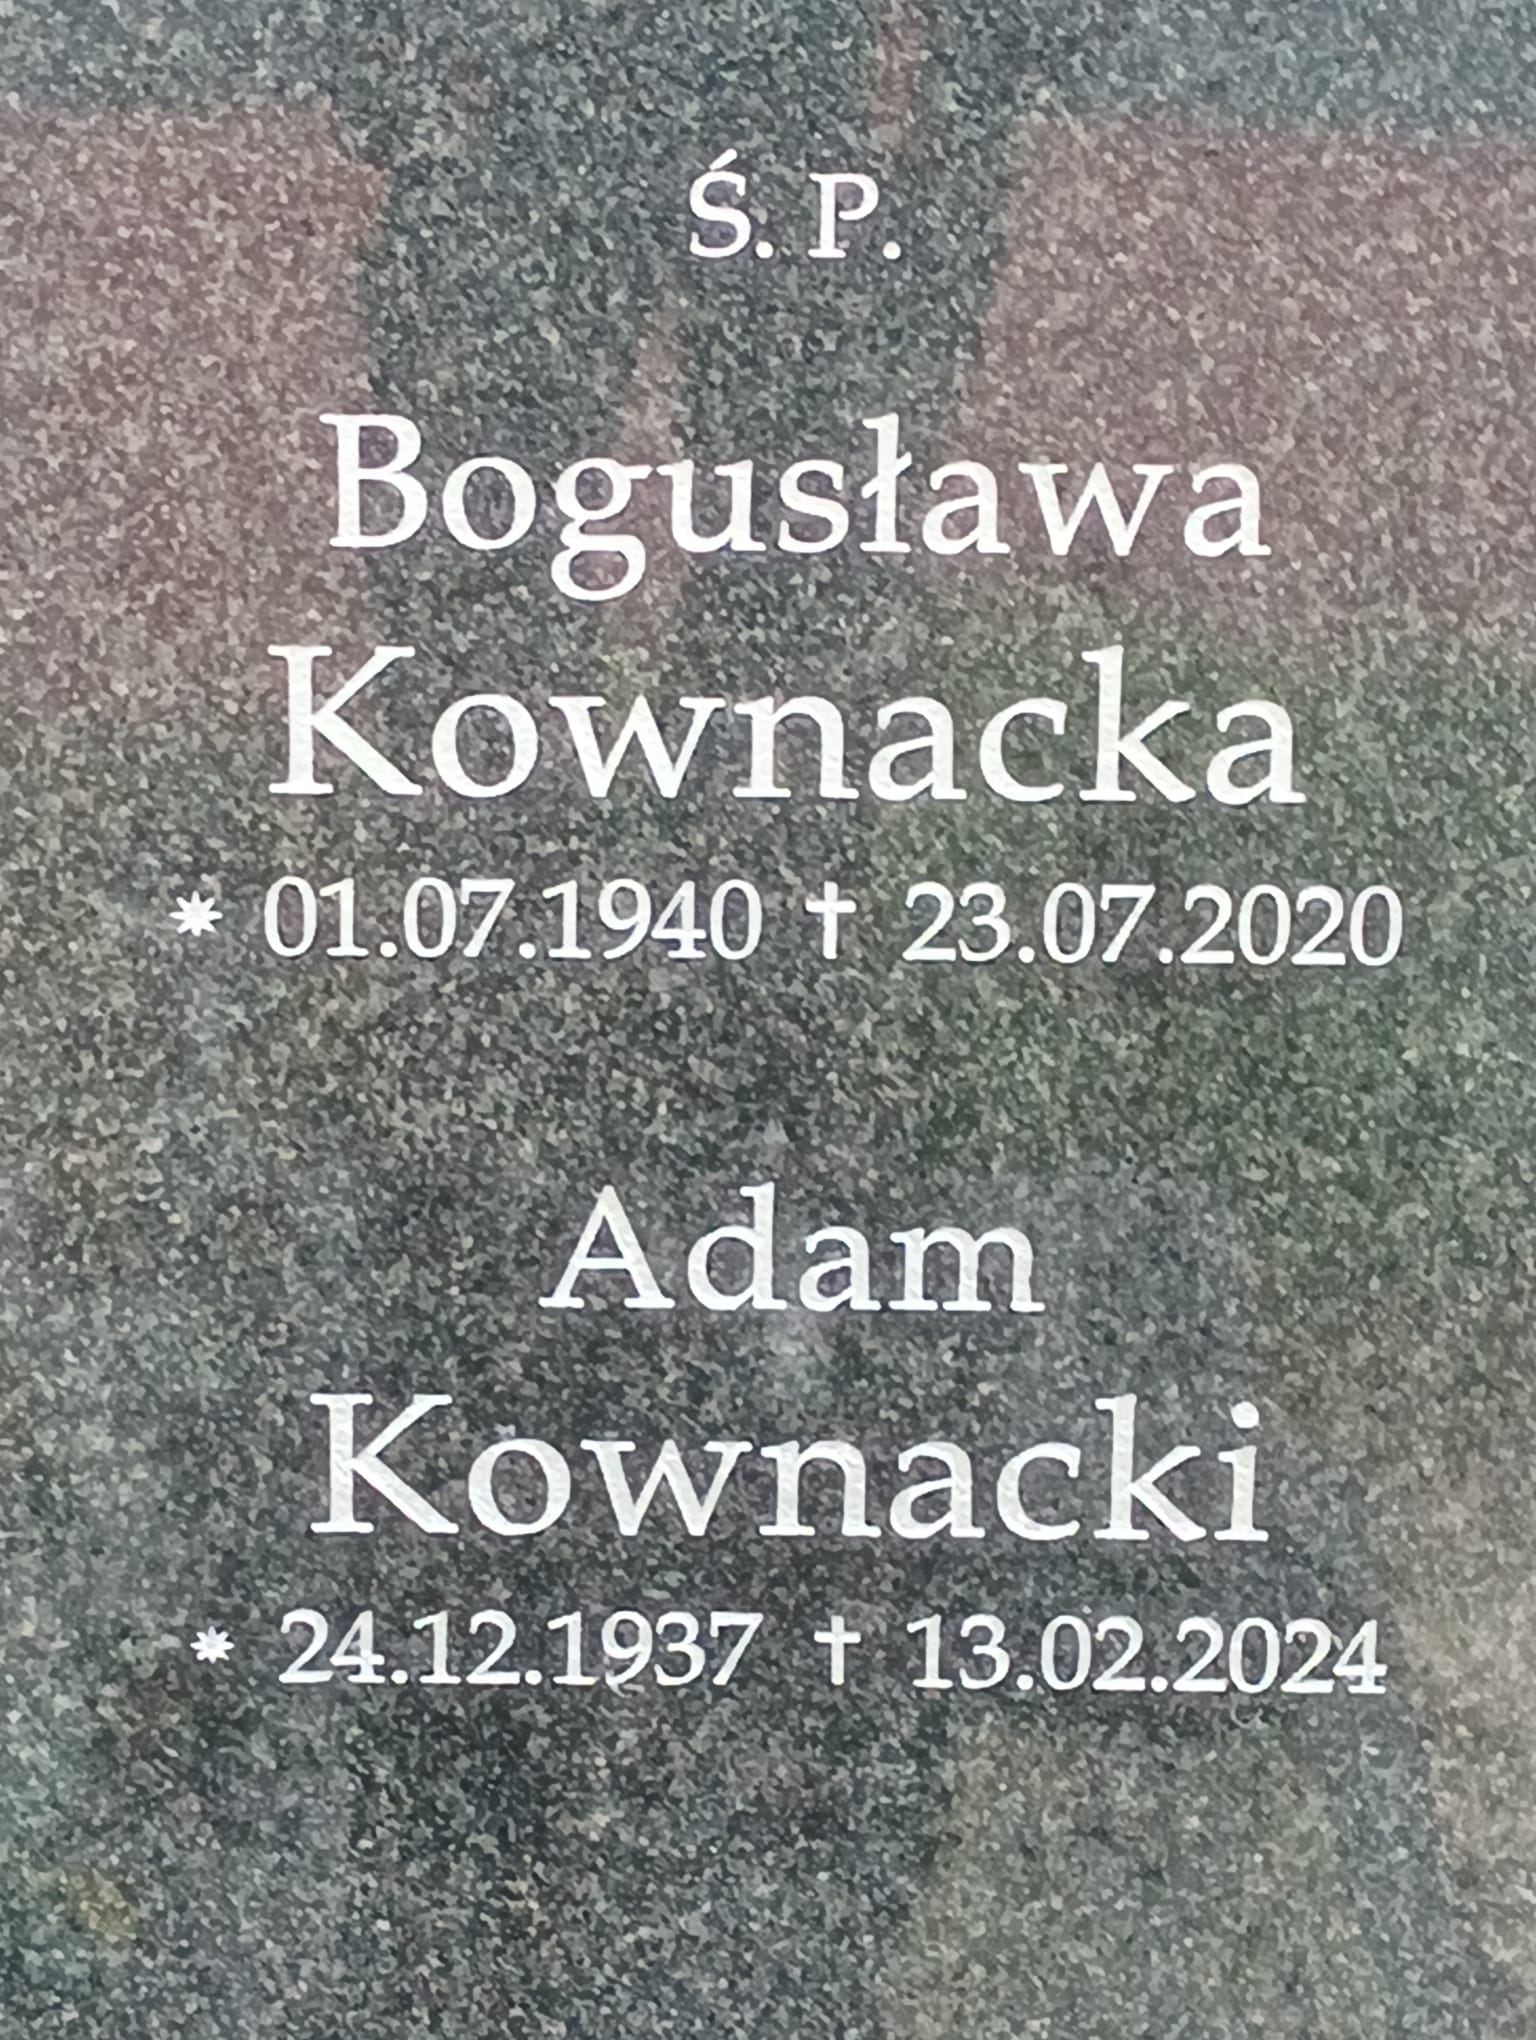 Ś. P.
Bogusława
Kownacka
* 01.07.1940 † 23.07.2020
Adam
Kownacki
* 24.12.1937 † 13.02.2024